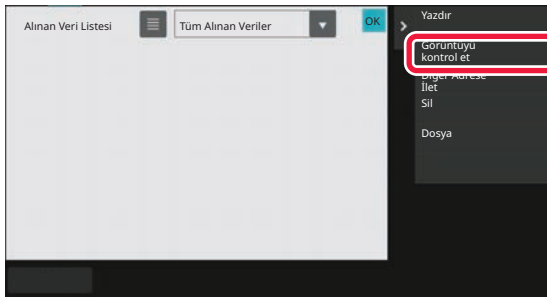 Alınan Veri Listesi
Tüm Alınan Veriler
OK
Yazdır
Görüntüyü
kontrol et
Diğer Adrese
İlet
Sil
Dosya